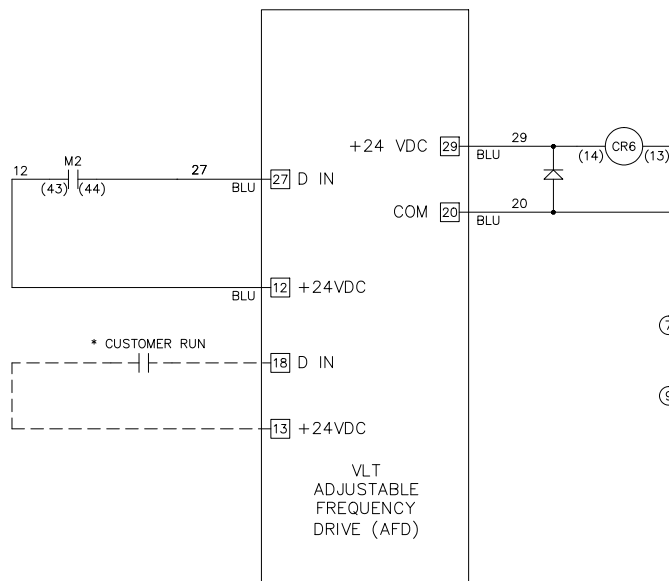 +24 VDC 29 BLU 29 (14) CR6 (13)
12 M2 (43) (44) 27 BLU 27 D IN
COM 20 BLU 20
BLU 12 +24VDC
* CUSTOMER RUN
18 D IN
13 +24VDC
VLT
ADJUSTABLE
FREQUENCY
DRIVE (AFD)